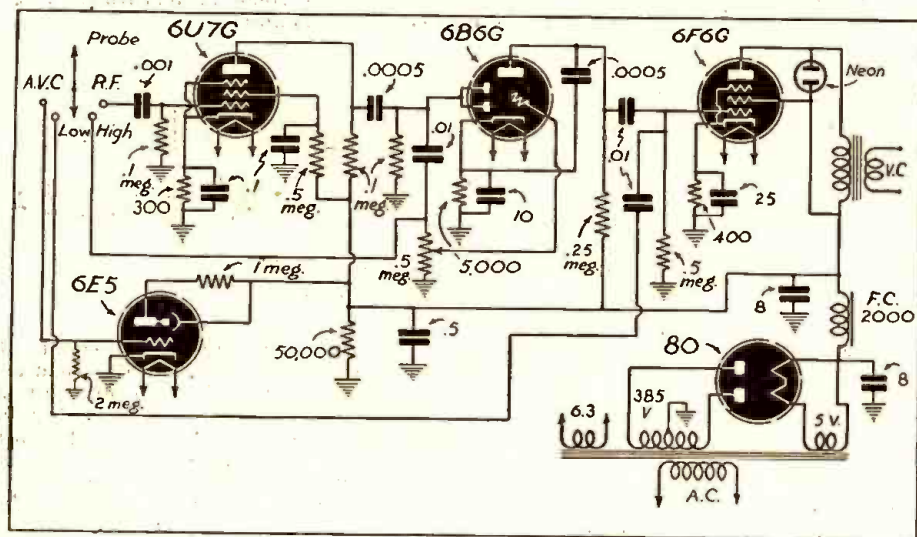 Probe
6U7G
6B6G
6F6G
A.V.C
R.F.
.001
.0005
.0005
Neon
Low
High
.01
.01
V.C
.1
meg.
300
.1
.5
meg.
.1
meg.
10
25
400
.5
meg.
5,000
.25
meg.
.5
meg.
1 meg.
6E5
50,000
.5
8
F.C.
2000
80
8
2 meg.
385
V
6.3
5 V.
A.C.